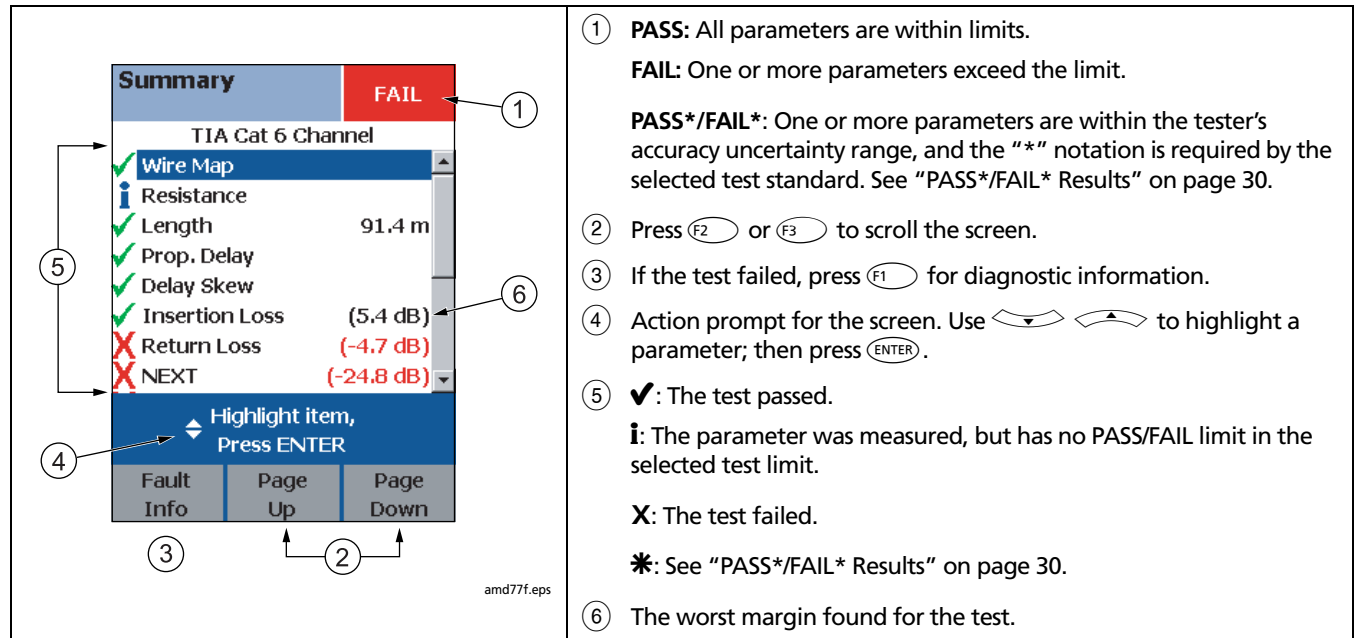 Summary
FAIL
1
TIA Cat 6 Channel
Wire Map
i Resistance
Length 91.4 m
Prop. Delay
Delay Skew
Insertion Loss (5.4 dB)
X Return Loss (-4.7 dB)
X NEXT (-24.8 dB)
5
6
Highlight item,
Press ENTER
4
Fault Info
Page Up
Page Down
3
2
amd77f.eps
1 PASS: All parameters are within limits.
FAIL: One or more parameters exceed the limit.
PASS*/FAIL*: One or more parameters are within the tester's
accuracy uncertainty range, and the "*" notation is required by the
selected test standard. See "PASS*/FAIL* Results" on page 30.
2 Press F2 or F3 to scroll the screen.
3 If the test failed, press F1 for diagnostic information.
4 Action prompt for the screen. Use to highlight a
parameter; then press ENTER.
5 ✔: The test passed.
i: The parameter was measured, but has no PASS/FAIL limit in the
selected test limit.
X: The test failed.
✱: See "PASS*/FAIL* Results" on page 30.
6 The worst margin found for the test.